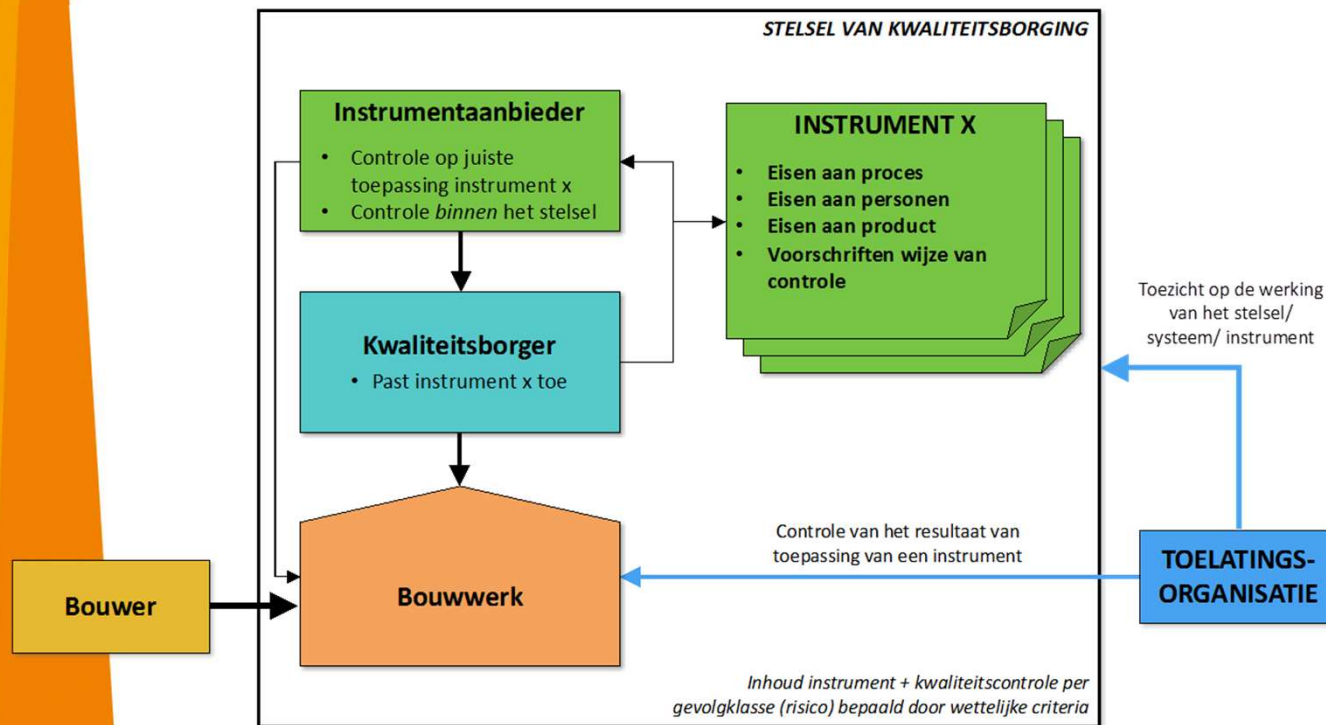 STELSEL VAN KWALITEITSBORGING
Instrumentaanbieder
• Controle op juiste
toepassing instrument x
• Controle binnen het stelsel
INSTRUMENT X
• Eisen aan proces
• Eisen aan personen
• Eisen aan product
• Voorschriften wijze van
controle
Kwaliteitsborger
• Past instrument x toe
Toezicht op de werking
van het stelsel/
systeem/ instrument
Controle van het resultaat van
toepassing van een instrument
Bouwer
Bouwwerk
TOELATINGS-
ORGANISATIE
Inhoud instrument + kwaliteitscontrole per
gevolgklasse (risico) bepaald door wettelijke criteria